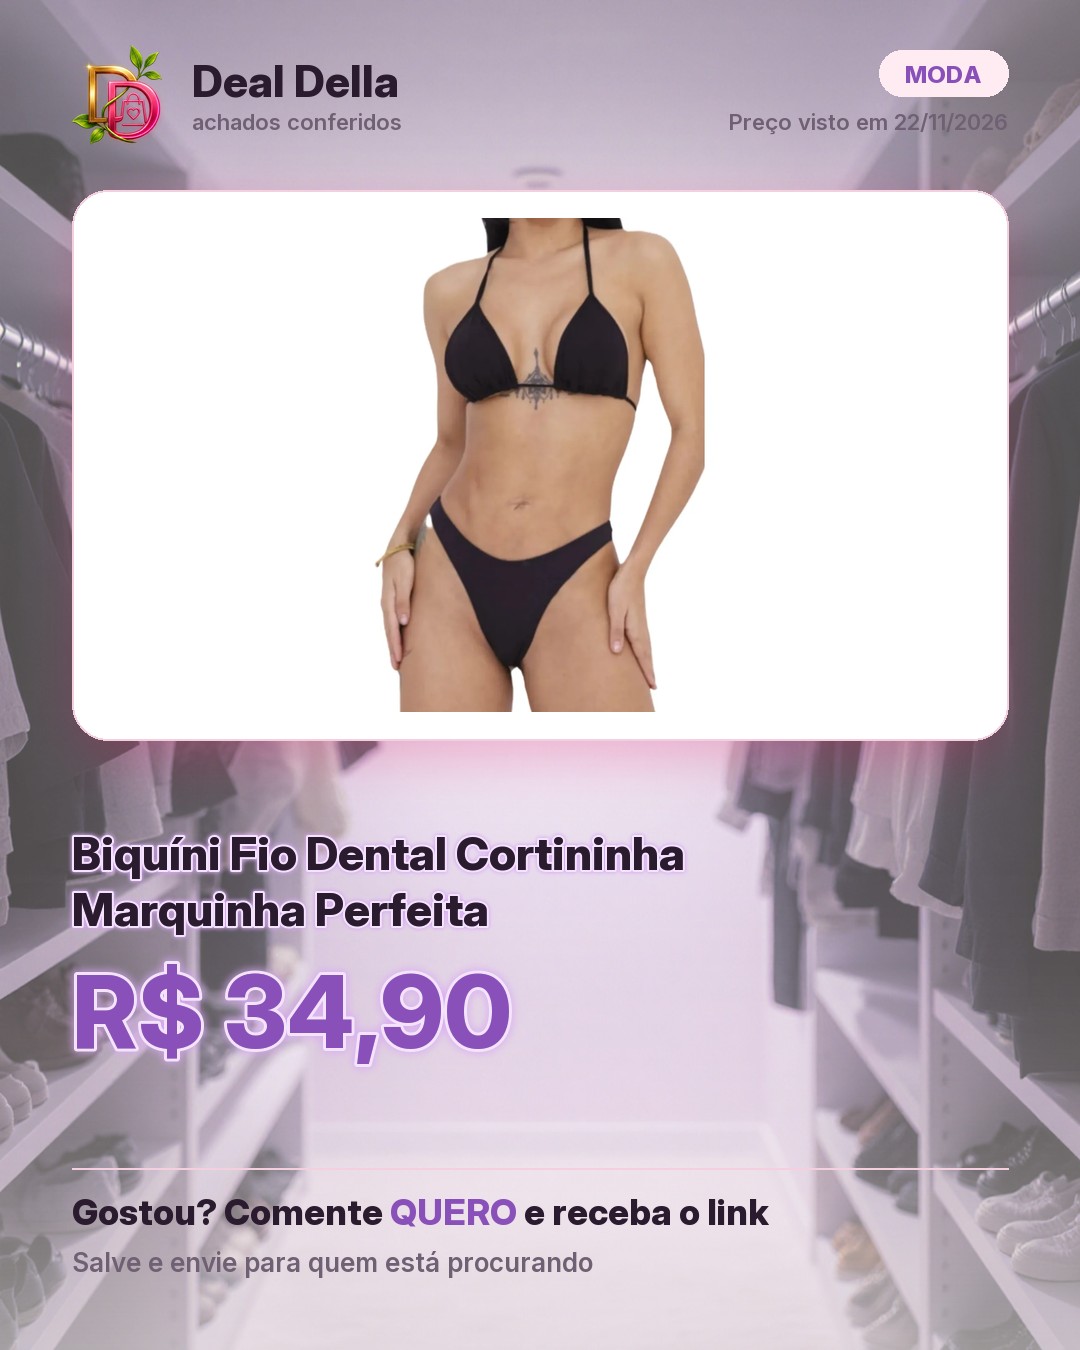 Deal Della
achados conferidos
MODA
Preço visto em 22/11/2026
Biquíni Fio Dental Cortininha
Marquinha Perfeita
R$ 34,90
Gostou? Comente QUERO e receba o link
Salve e envie para quem está procurando